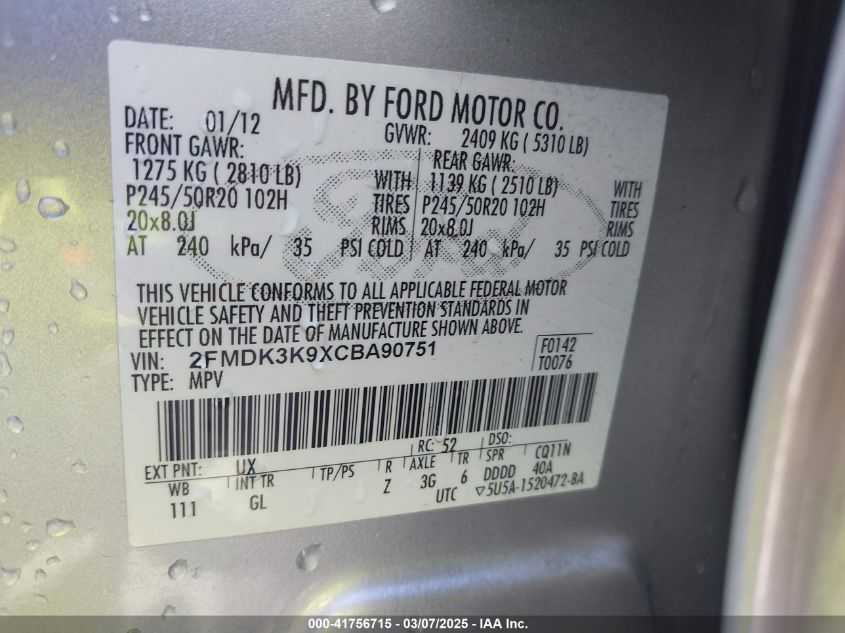 MFD. BY FORD MOTOR CO.
DATE: 01/12 GVWR: 2409 KG ( 5310 LB)
FRONT GAWR: REAR GAWR:
1275 KG ( 2810 LB) WITH 1139 KG ( 2510 LB) WITH
P245/50R20 102H TIRES P245/50R20 102H TIRES
20x8.0J RIMS 20x8.0J RIMS
AT 240 kPa/ 35 PSI COLD AT 240 kPa/ 35 PSI COLD
THIS VEHICLE CONFORMS TO ALL APPLICABLE FEDERAL MOTOR
VEHICLE SAFETY AND THEFT PREVENTION STANDARDS IN
EFFECT ON THE DATE OF MANUFACTURE SHOWN ABOVE.
VIN: 2FMDK3K9XCBA90751 F0142
TYPE: MPV T0076
EXT PNT: UX RC: 52 DSO:
WB INT TR TP/PS R AXLE TR SPR CQ11N
111 GL Z 3G 6 DDDD 40A
UTC ▽5U5A-1520472-BA
000-41756715 — 03/07/2025 — IAA Inc.